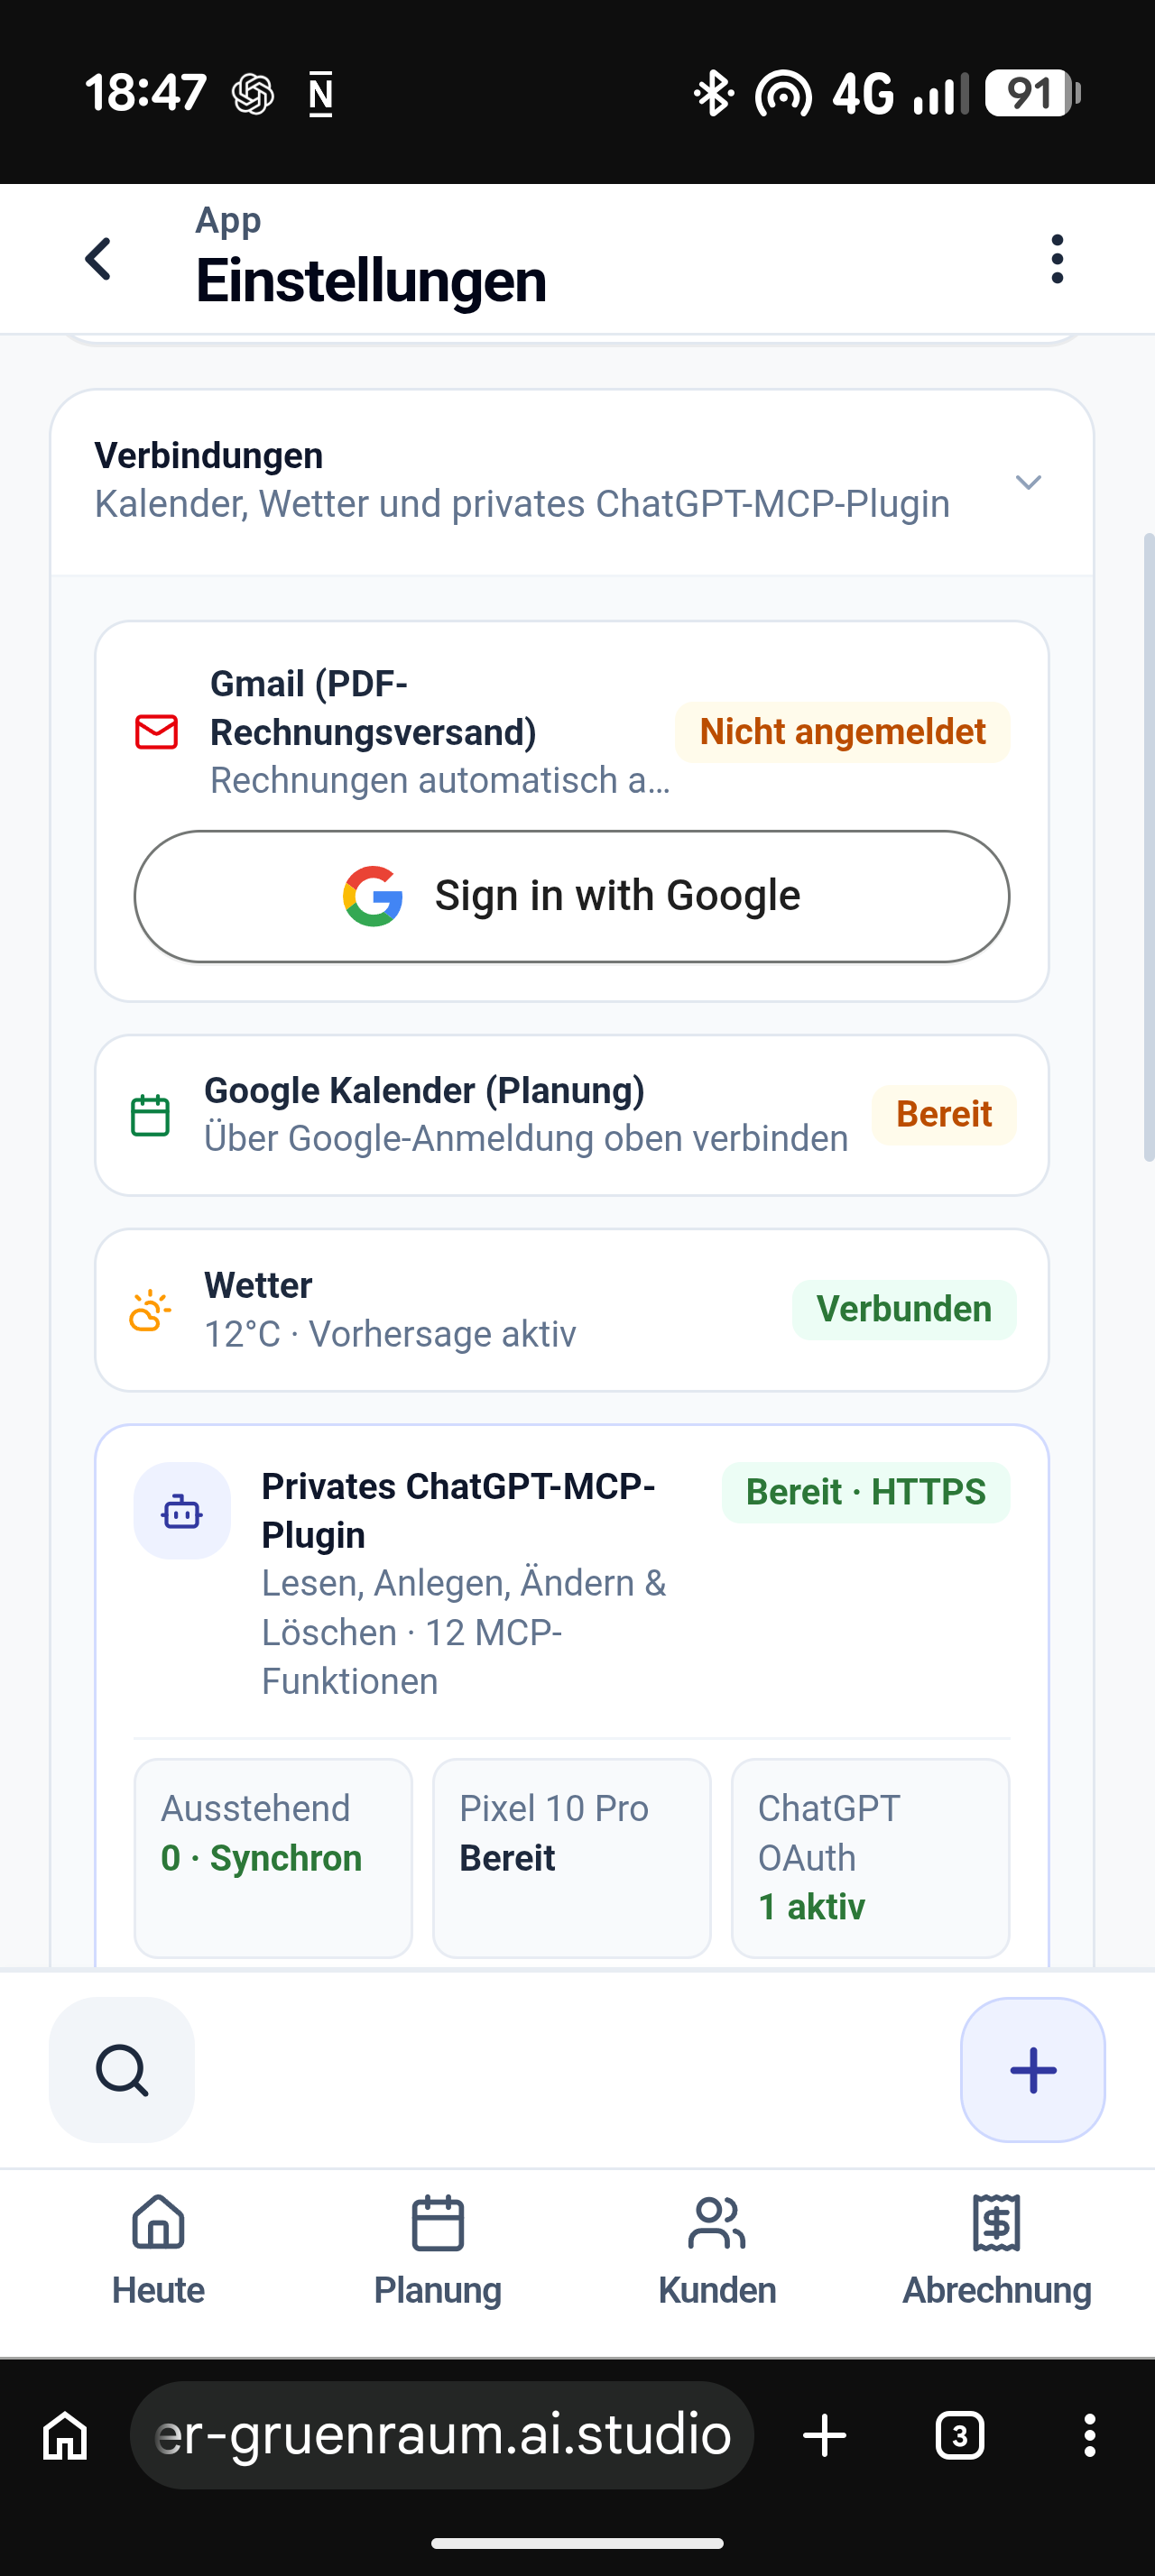 18:47
4G
91
App
Einstellungen
Verbindungen
Kalender, Wetter und privates ChatGPT-MCP-Plugin
Gmail (PDF-
Rechnungsversand)
Rechnungen automatisch a...
Nicht angemeldet
Sign in with Google
Google Kalender (Planung)
Über Google-Anmeldung oben verbinden
Bereit
Wetter
12°C · Vorhersage aktiv
Verbunden
Privates ChatGPT-MCP-
Plugin
Lesen, Anlegen, Ändern &
Löschen · 12 MCP-
Funktionen
Bereit · HTTPS
Ausstehend
0 · Synchron
Pixel 10 Pro
Bereit
ChatGPT
OAuth
1 aktiv
Heute
Planung
Kunden
Abrechnung
er-gruenraum.ai.studio
3